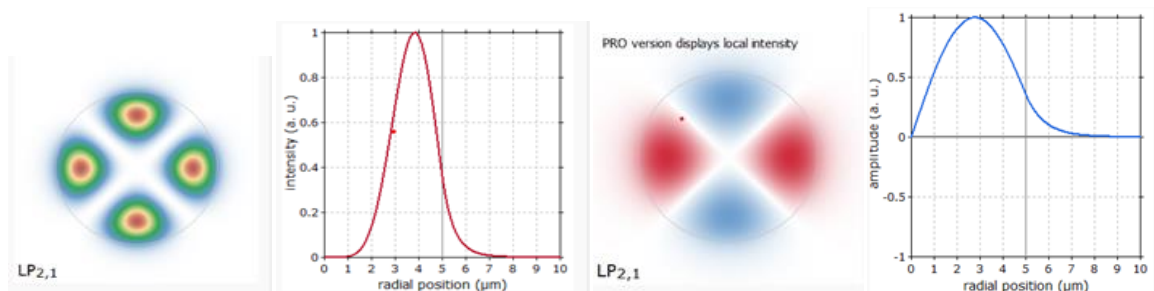 LP2,1
intensity (a. u.)
1
0.8
0.6
0.4
0.2
0
0 1 2 3 4 5 6 7 8 9 10
radial position (μm)
PRO version displays local intensity
LP2,1
amplitude (a. u.)
1
0.5
0
-0.5
-1
0 1 2 3 4 5 6 7 8 9 10
radial position (μm)